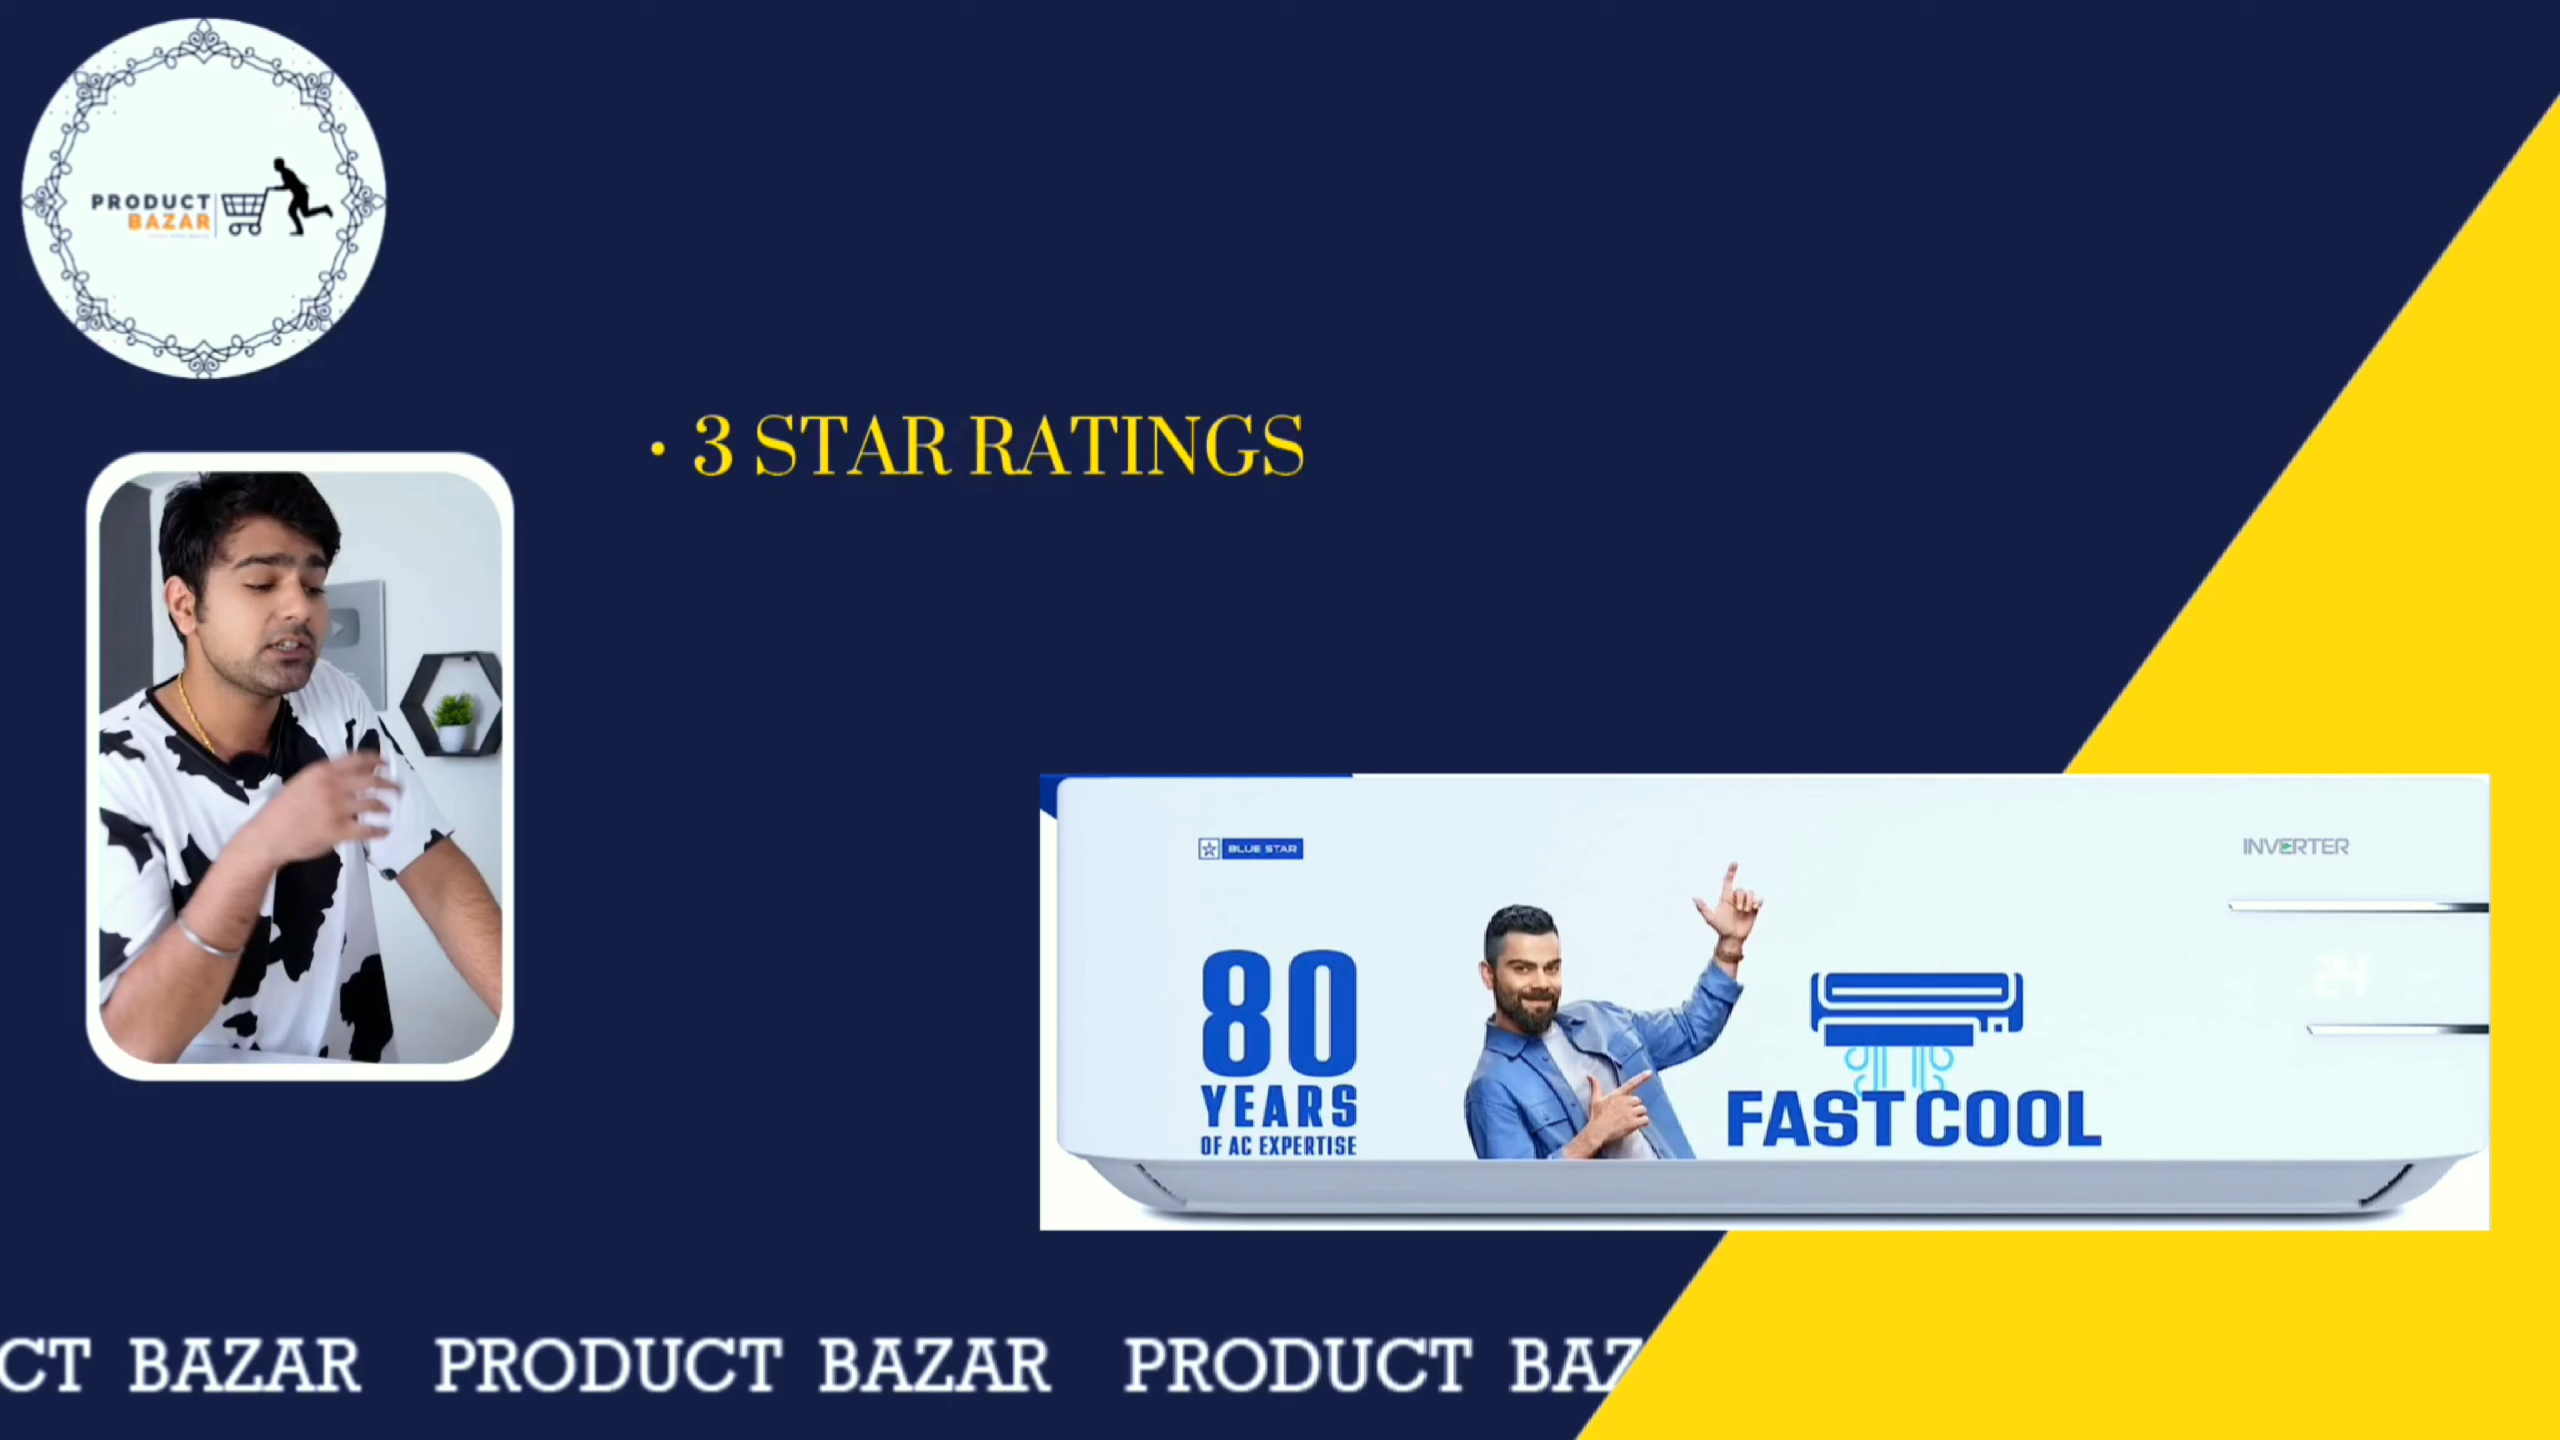 PRODUCT
BAZAR
• 3 STAR RATINGS
BLUE STAR
INVERTER
24
80
YEARS
OF AC EXPERTISE
FAST COOL
CT BAZAR PRODUCT BAZAR PRODUCT BAZ